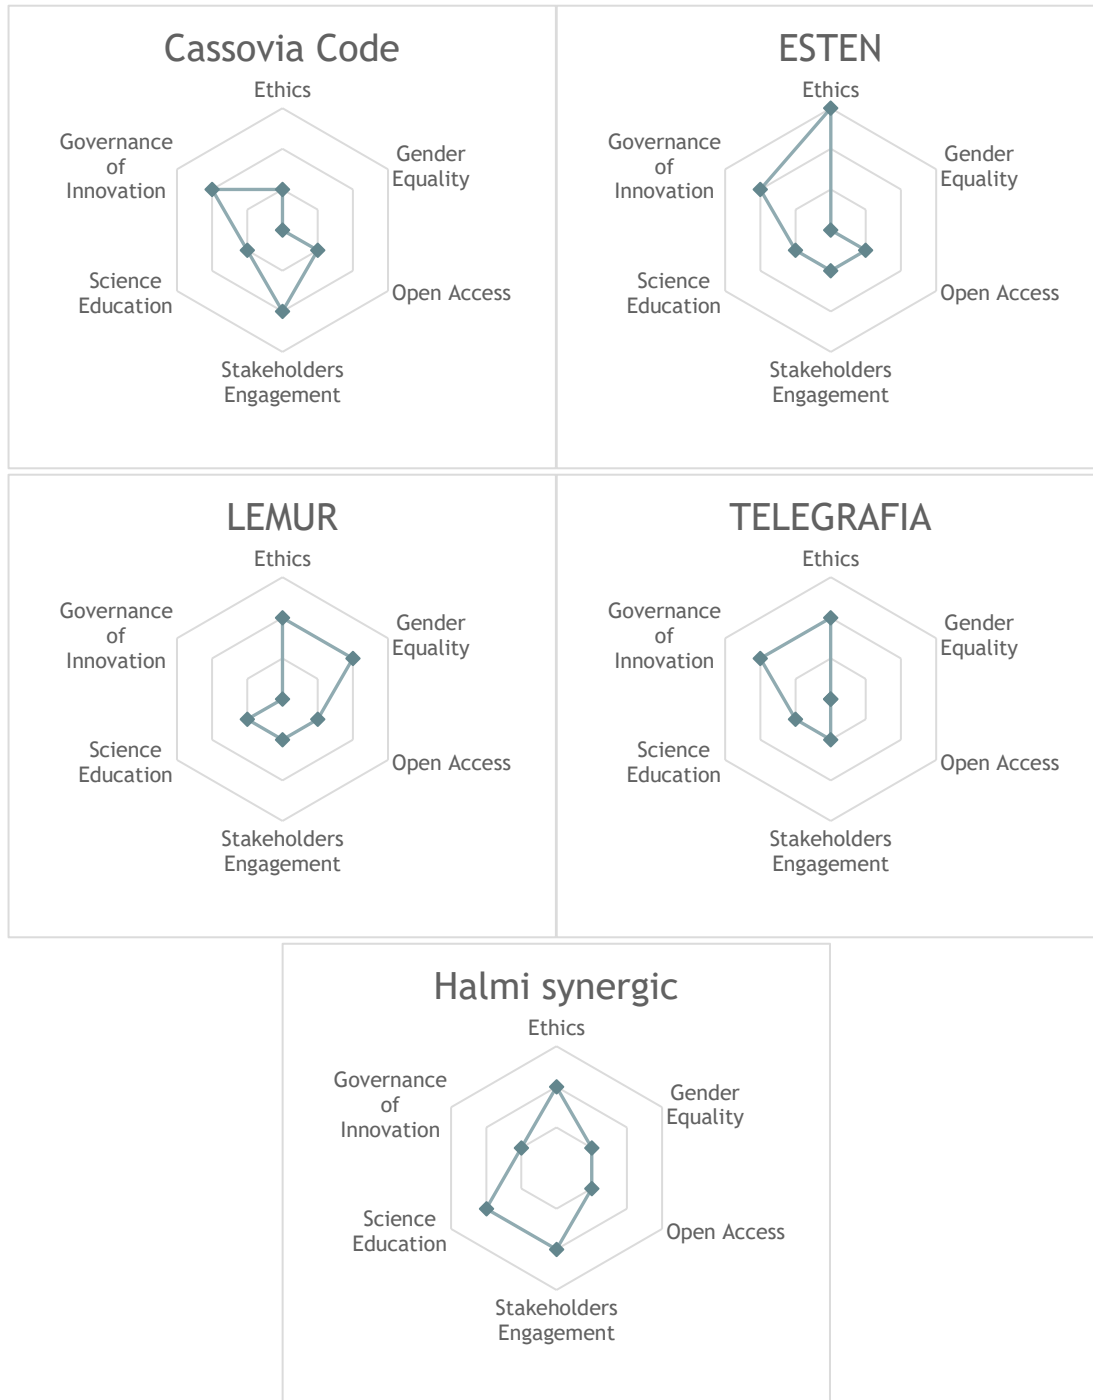 Cassovia Code
Ethics
Gender
Equality
Open Access
Stakeholders
Engagement
Science
Education
Governance
of
Innovation
ESTEN
Ethics
Gender
Equality
Open Access
Stakeholders
Engagement
Science
Education
Governance
of
Innovation
LEMUR
Ethics
Gender
Equality
Open Access
Stakeholders
Engagement
Science
Education
Governance
of
Innovation
TELEGRAFIA
Ethics
Gender
Equality
Open Access
Stakeholders
Engagement
Science
Education
Governance
of
Innovation
Halmi synergic
Ethics
Gender
Equality
Open Access
Stakeholders
Engagement
Science
Education
Governance
of
Innovation